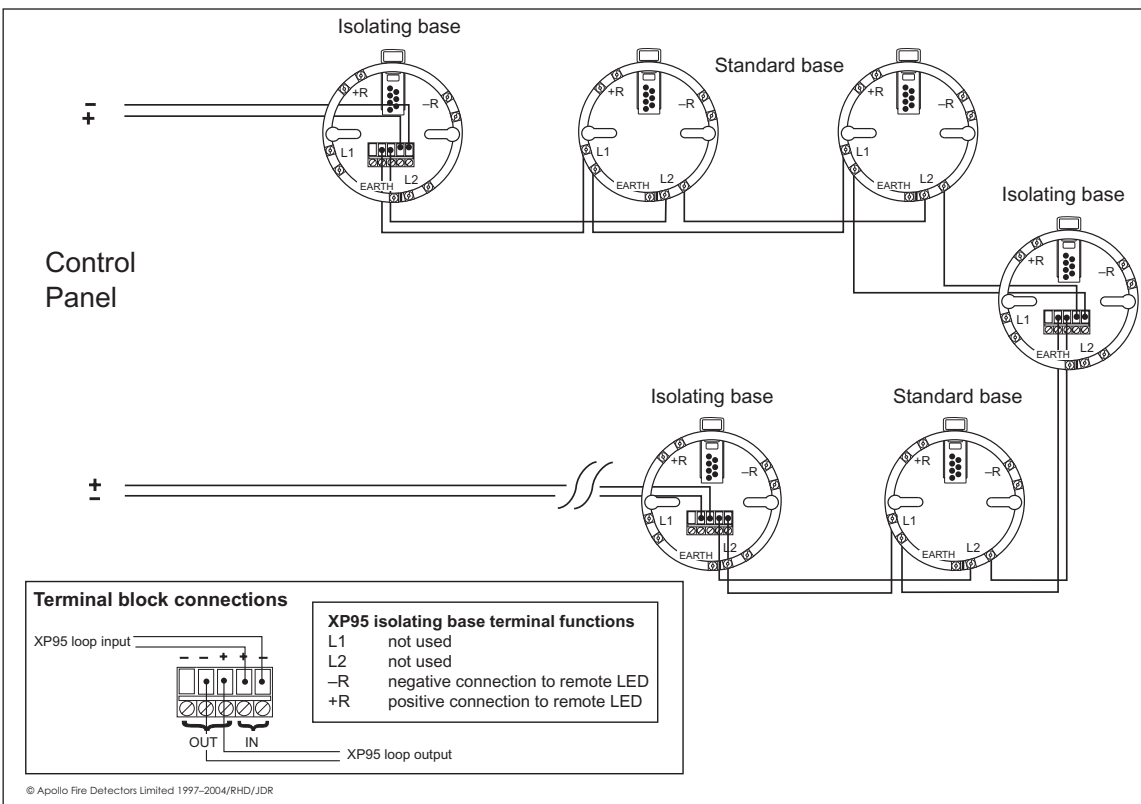 Isolating base
Standard base
–
+
+R
–R
L1
L2
EARTH
+R
–R
L1
L2
EARTH
+R
–R
L1
L2
EARTH
Isolating base
+R
–R
L1
L2
EARTH
Control
Panel
Isolating base
Standard base
+
–
+R
–R
L1
L2
EARTH
+R
–R
L1
L2
EARTH
Terminal block connections
XP95 loop input
– – + + –
OUT IN
XP95 loop output
XP95 isolating base terminal functions
L1 not used
L2 not used
–R negative connection to remote LED
+R positive connection to remote LED
© Apollo Fire Detectors Limited 1997–2004/RHD/JDR